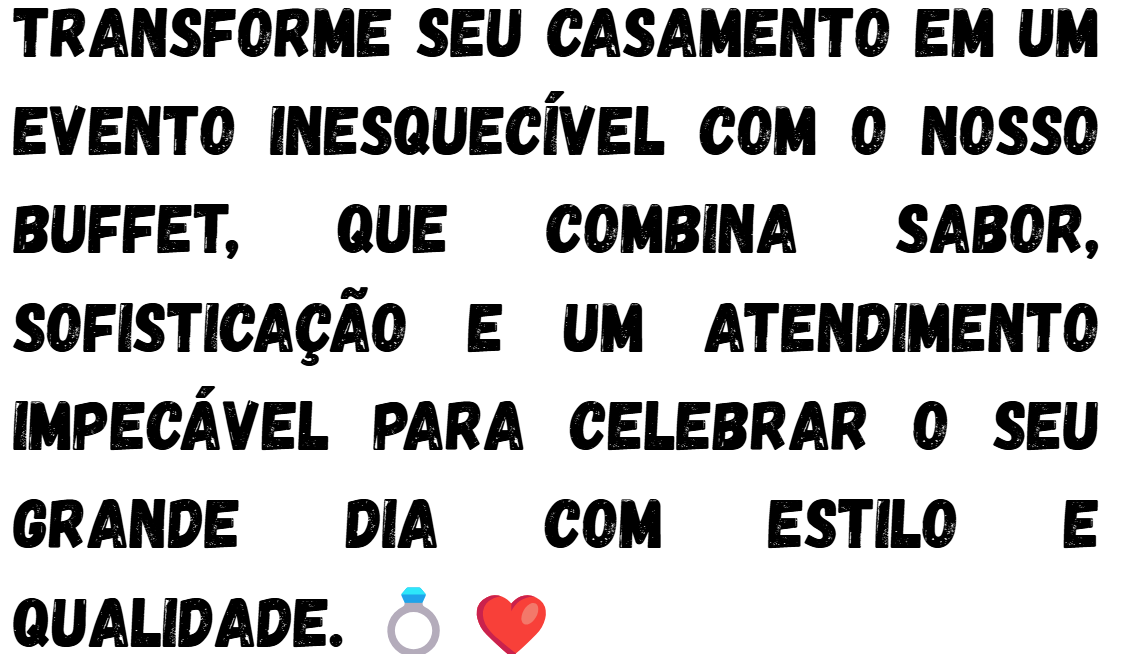 TRANSFORME SEU CASAMENTO EM UM
EVENTO INESQUECÍVEL COM O NOSSO
BUFFET, QUE COMBINA SABOR,
SOFISTICAÇÃO E UM ATENDIMENTO
IMPECÁVEL PARA CELEBRAR O SEU
GRANDE DIA COM ESTILO E
QUALIDADE. 💍 ❤️